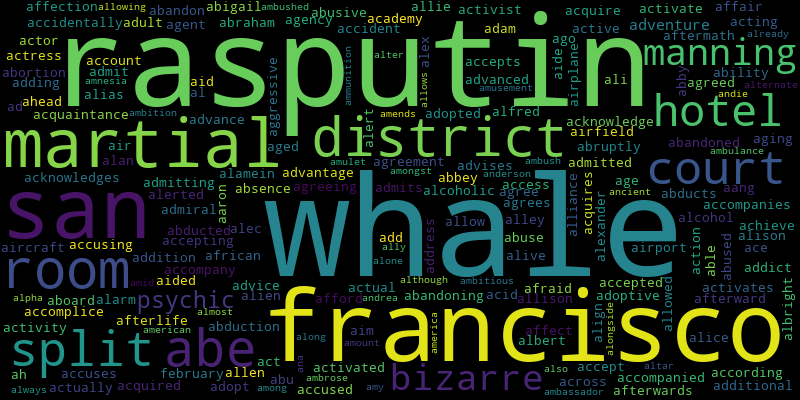 affection allowing abandon abigail ambushed abusive allie activist acquire activate affair
accidentally adult agent abraham agency accident academy adam active adventure acting already
actor rasputin alex accepts ago aide airplane aftermath manning
actress account alter
abortion admit amnesia aid aggressive ammunition allows advanced ali abby agreed ability alternate
adding alias al amusement andie
ad ahead acquaintance ambition advance alert amends adopted alfred acknowledge hotel
martial air alan aged district airfield abruptly abandoned aging ambulance
acknowledges alamein amulet agreement amongst advises ambush admitted court
admitting advantage abbey anderson access age ancient abducts aang
san alerted absence aaron agreeing admits alcoholic agree alliance acquires accompanies
admiral whale agrees alexander alcohol achieve
abducted alec add ally address allow alley abuse airport action able abused alison ace
aircraft accusing accepting
room addition african alone alive addict
amid aided accompany advice although ambitious afraid accepted activates
alpha aboard alarm psychic alien afford andrea abandoning acid allison adoptive allowed afterward
accomplice almost francisco align alongside albright
activity afterlife american abduction along aim actual america affect alice
split abe act amount albert according
ah accuses february allen activated ana bizarre also accept accompanied altar
always actually acquired adopt among abu ambrose accused amy across ambassador afterwards additional